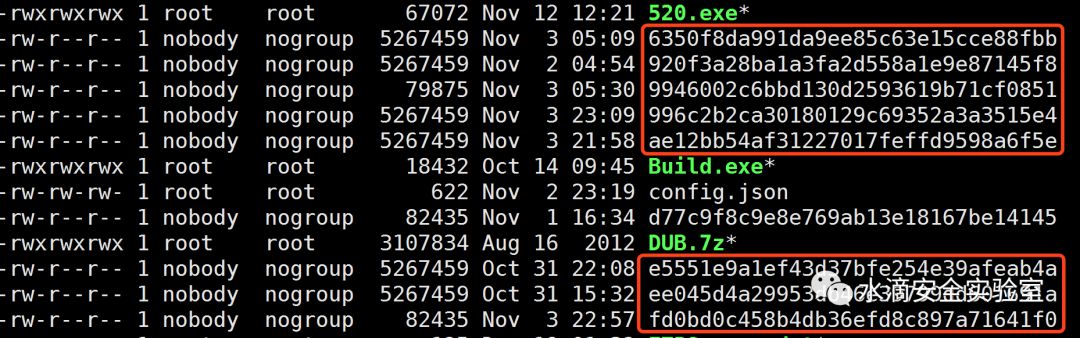 -rwxrwxrwx 1 root root 67072 Nov 12 12:21 520.exe*
-rw-r--r-- 1 nobody nogroup 5267459 Nov 3 05:09 6350f8da991da9ee85c63e15cce88fbb
-rw-r--r-- 1 nobody nogroup 5267459 Nov 2 04:54 920f3a28ba1a3fa2d558a1e9e87145f8
-rw-r--r-- 1 nobody nogroup 79875 Nov 3 05:30 9946002c6bbd130d2593619b71cf0851
-rw-r--r-- 1 nobody nogroup 5267459 Nov 3 23:09 996c2b2ca30180129c69352a3a3515e4
-rw-r--r-- 1 nobody nogroup 5267459 Nov 3 21:58 ae12bb54af31227017feffd9598a6f5e
-rwxrwxrwx 1 root root 18432 Oct 14 09:45 Build.exe*
-rw-rw-rw- 1 root root 622 Nov 2 23:19 config.json
-rw-r--r-- 1 nobody nogroup 82435 Nov 1 16:34 d77c9f8c9e8e769ab13e18167be14145
-rwxrwxrwx 1 root root 3107834 Aug 16 2012 DUB.7z*
-rw-r--r-- 1 nobody nogroup 5267459 Oct 31 22:08 e5551e9a1ef43d37bfe254e39afeab4a
-rw-r--r-- 1 nobody nogroup 5267459 Oct 31 15:32
-rw-r--r-- 1 nobody nogroup 82435 Nov 3 22:57 fd0bd0c458b4db36efd8c897a71641f0
水滴安全实验室